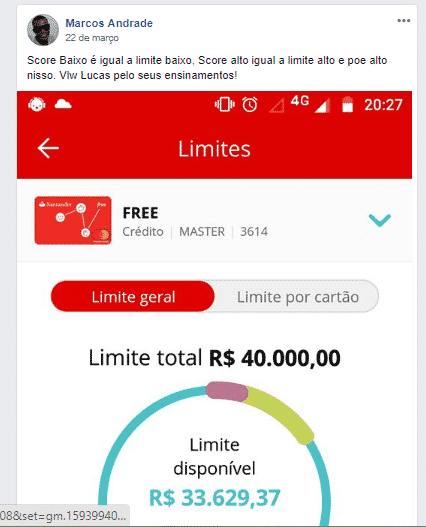 Marcos Andrade
22 de março
Score Baixo é igual a limite baixo, Score alto igual a limite alto e poe alto
nisso. Vlw Lucas pelo seus ensinamentos!
4G 20:27
Limites
Santander free
FREE
Crédito | MASTER | 3614
Limite geral Limite por cartão
Limite total R$ 40.000,00
Limite
disponível
R$ 33.629,37
08&set=gm.15939940...